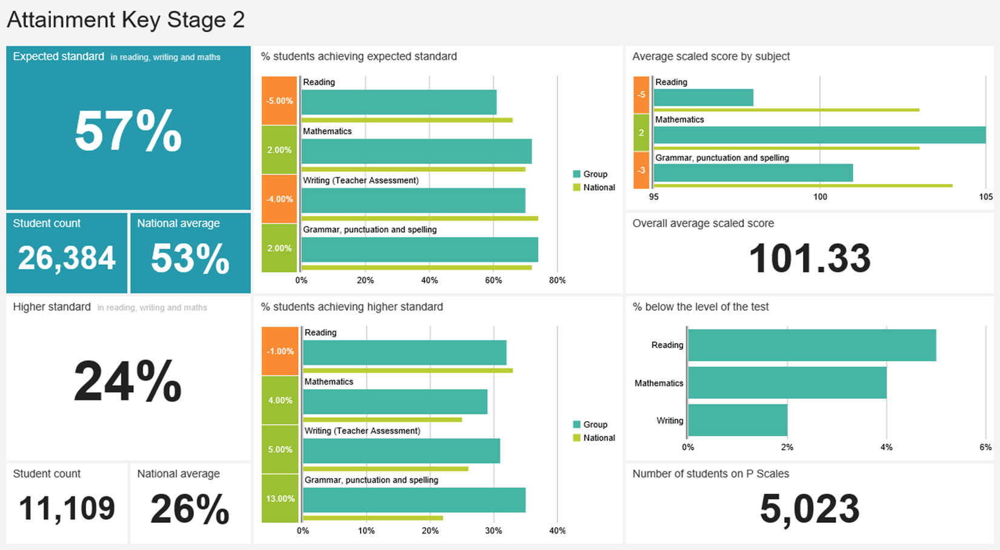 Attainment Key Stage 2
Expected standard in reading, writing and maths
57%
Student count
26,384
National average
53%
% students achieving expected standard
-5.00%
Reading
2.00%
Mathematics
-4.00%
Writing (Teacher Assessment)
2.00%
Grammar, punctuation and spelling
0% 20% 40% 60% 80%
Group
National
Average scaled score by subject
-5
Reading
2
Mathematics
-3
Grammar, punctuation and spelling
95 100 105
Overall average scaled score
101.33
Higher standard in reading, writing and maths
24%
Student count
11,109
National average
26%
% students achieving higher standard
-1.00%
Reading
4.00%
Mathematics
5.00%
Writing (Teacher Assessment)
13.00%
Grammar, punctuation and spelling
0% 10% 20% 30% 40%
Group
National
% below the level of the test
Reading
Mathematics
Writing
0% 2% 4% 6%
Number of students on P Scales
5,023